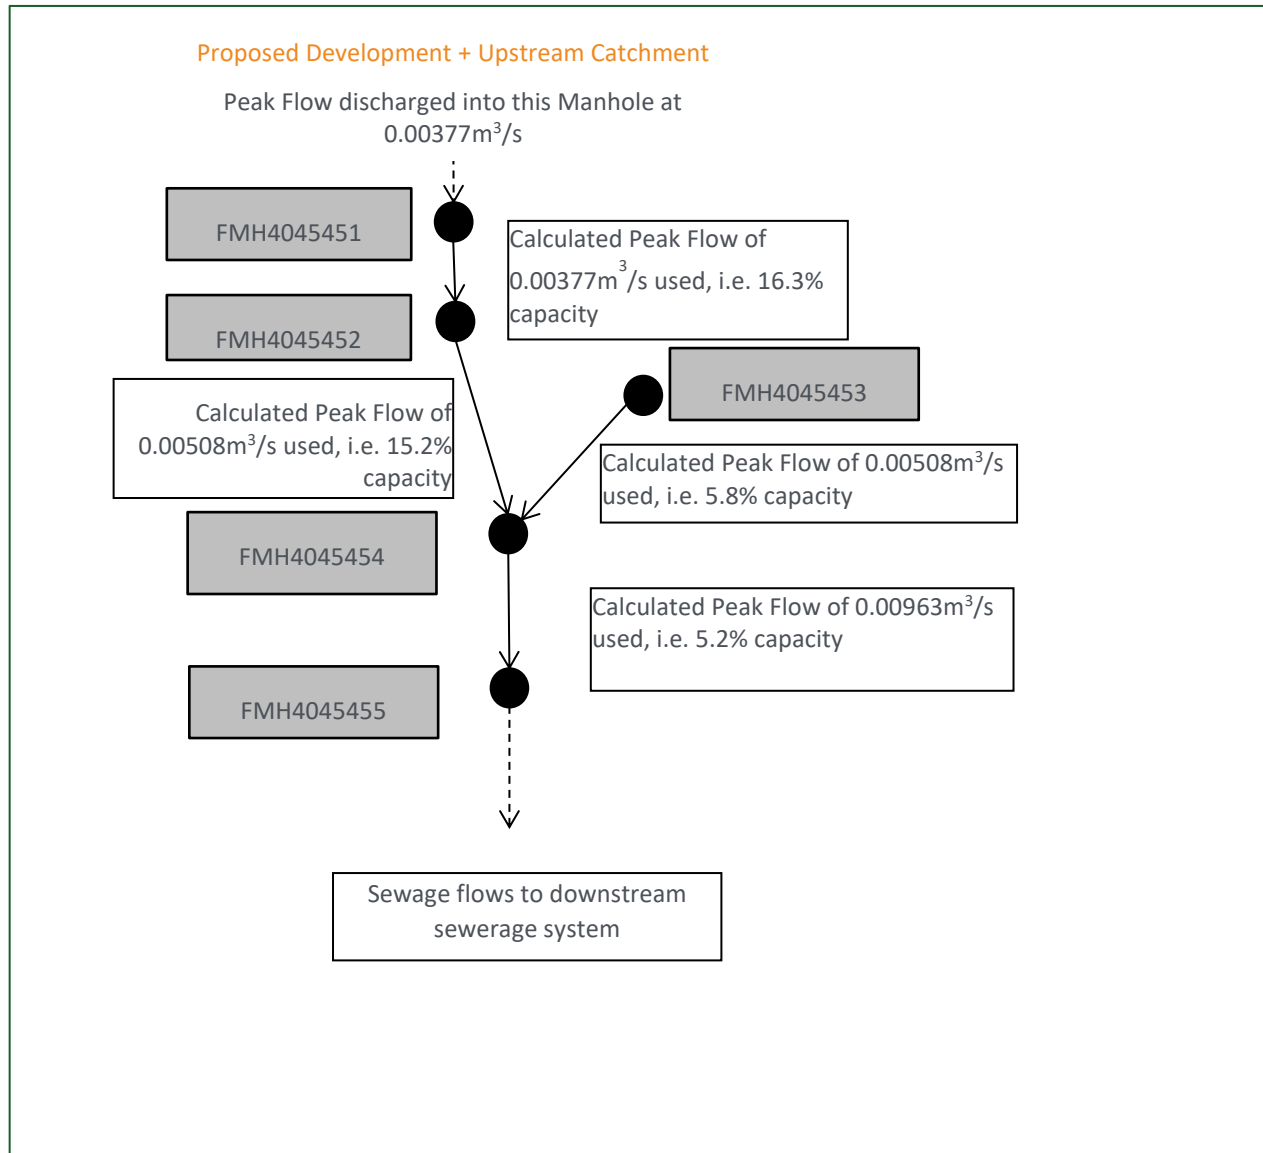 Proposed Development + Upstream Catchment
Peak Flow discharged into this Manhole at
0.00377m³/s
FMH4045451
Calculated Peak Flow of
0.00377m³/s used, i.e. 16.3%
capacity
FMH4045452
FMH4045453
Calculated Peak Flow of
0.00508m³/s used, i.e. 15.2%
capacity
Calculated Peak Flow of 0.00508m³/s
used, i.e. 5.8% capacity
FMH4045454
Calculated Peak Flow of 0.00963m³/s
used, i.e. 5.2% capacity
FMH4045455
Sewage flows to downstream
sewerage system